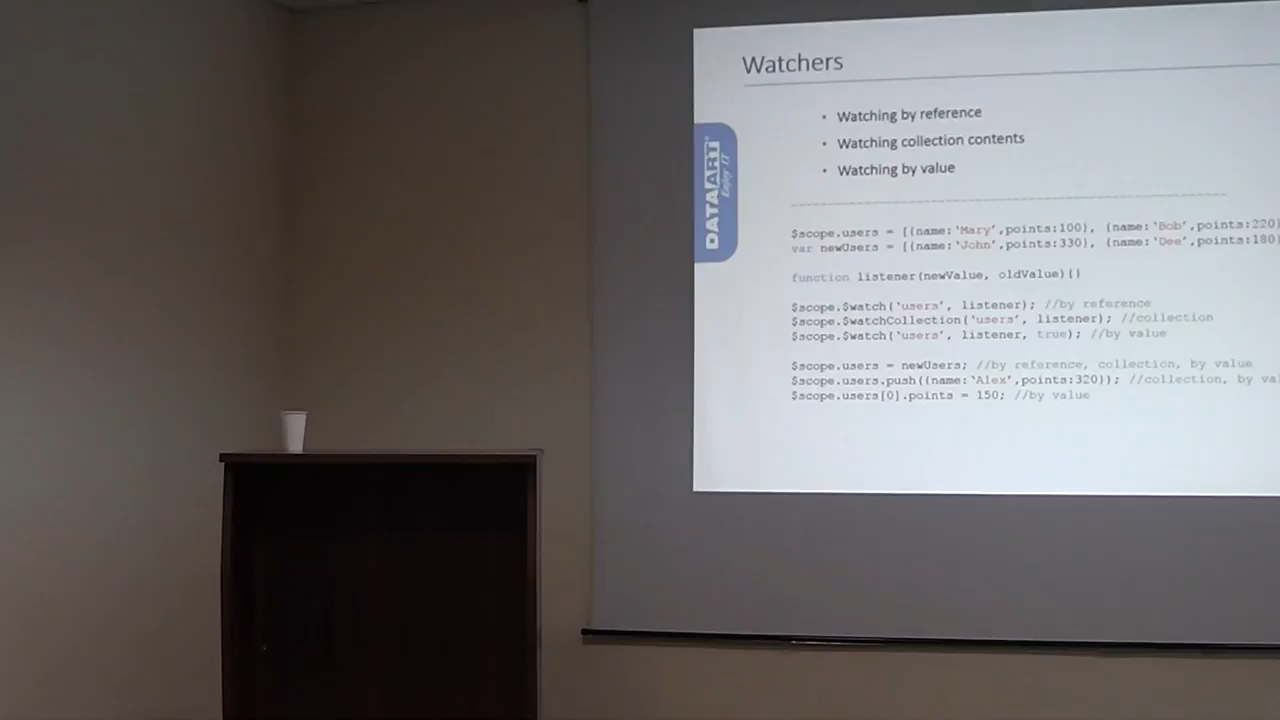 Watchers
• Watching by reference
• Watching collection contents
• Watching by value
DATAART®
Enjoy IT
$scope.users = [{name:'Mary',points:100}, {name:'Bob',points:220}
var newUsers = [{name:'John',points:330}, {name:'Dee',points:180}
function listener(newValue, oldValue){}
$scope.$watch('users', listener); //by reference
$scope.$watchCollection('users', listener); //collection
$scope.$watch('users', listener, true); //by value
$scope.users = newUsers; //by reference, collection, by value
$scope.users.push({name:'Alex',points:320}); //collection, by va
$scope.users[0].points = 150; //by value